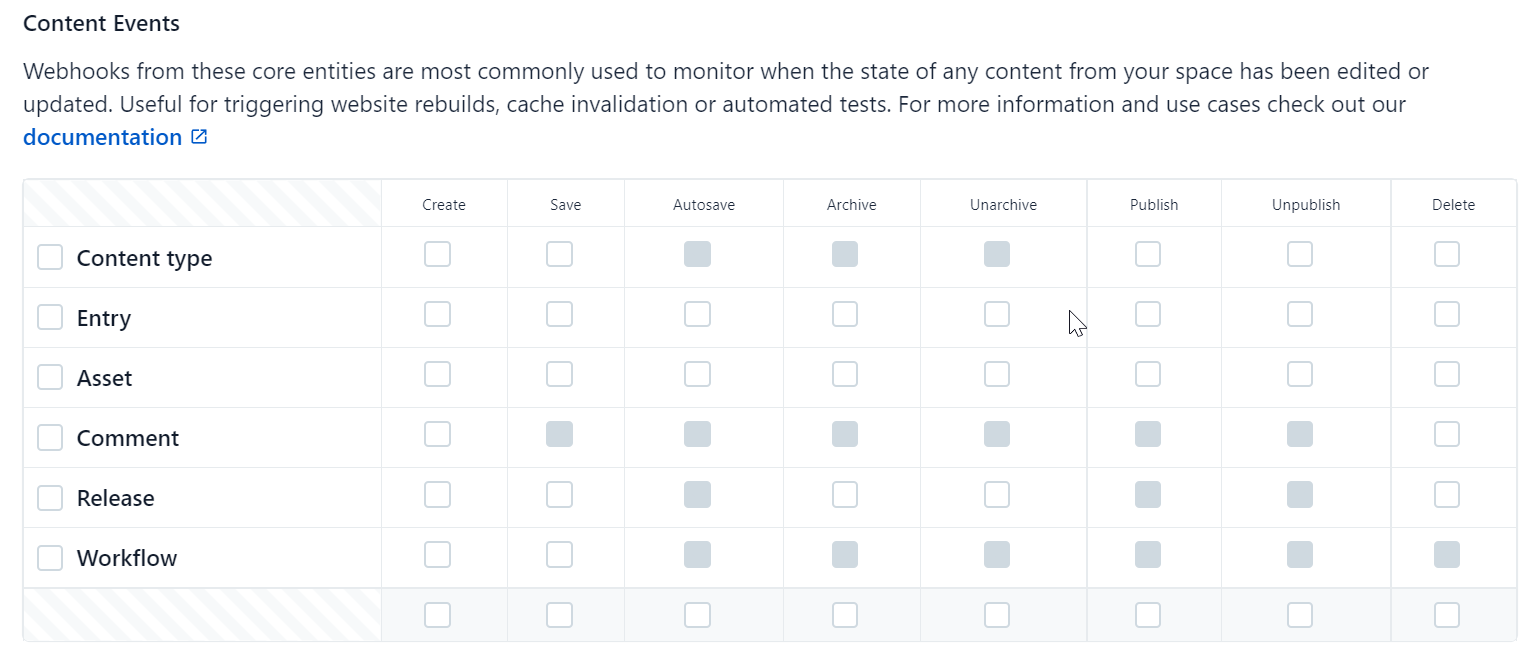 Content Events
Webhooks from these core entities are most commonly used to monitor when the state of any content from your space has been edited or
updated. Useful for triggering website rebuilds, cache invalidation or automated tests. For more information and use cases check out our
documentation
Create Save Autosave Archive Unarchive Publish Unpublish Delete
Content type
Entry
Asset
Comment
Release
Workflow